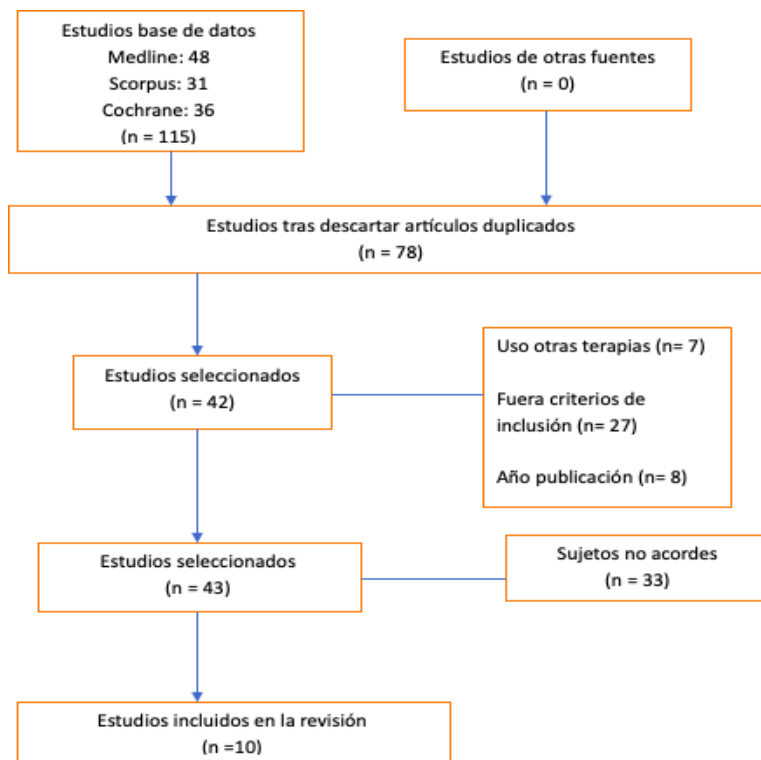 Estudios base de datos
Medline: 48
Scorpus: 31
Cochrane: 36
(n = 115)
Estudios de otras fuentes
(n = 0)
Estudios tras descartar artículos duplicados
(n = 78)
Estudios seleccionados
(n = 42)
Uso otras terapias (n= 7)
Fuera criterios de
inclusión (n= 27)
Año publicación (n= 8)
Estudios seleccionados
(n = 43)
Sujetos no acordes
(n = 33)
Estudios incluidos en la revisión
(n =10)